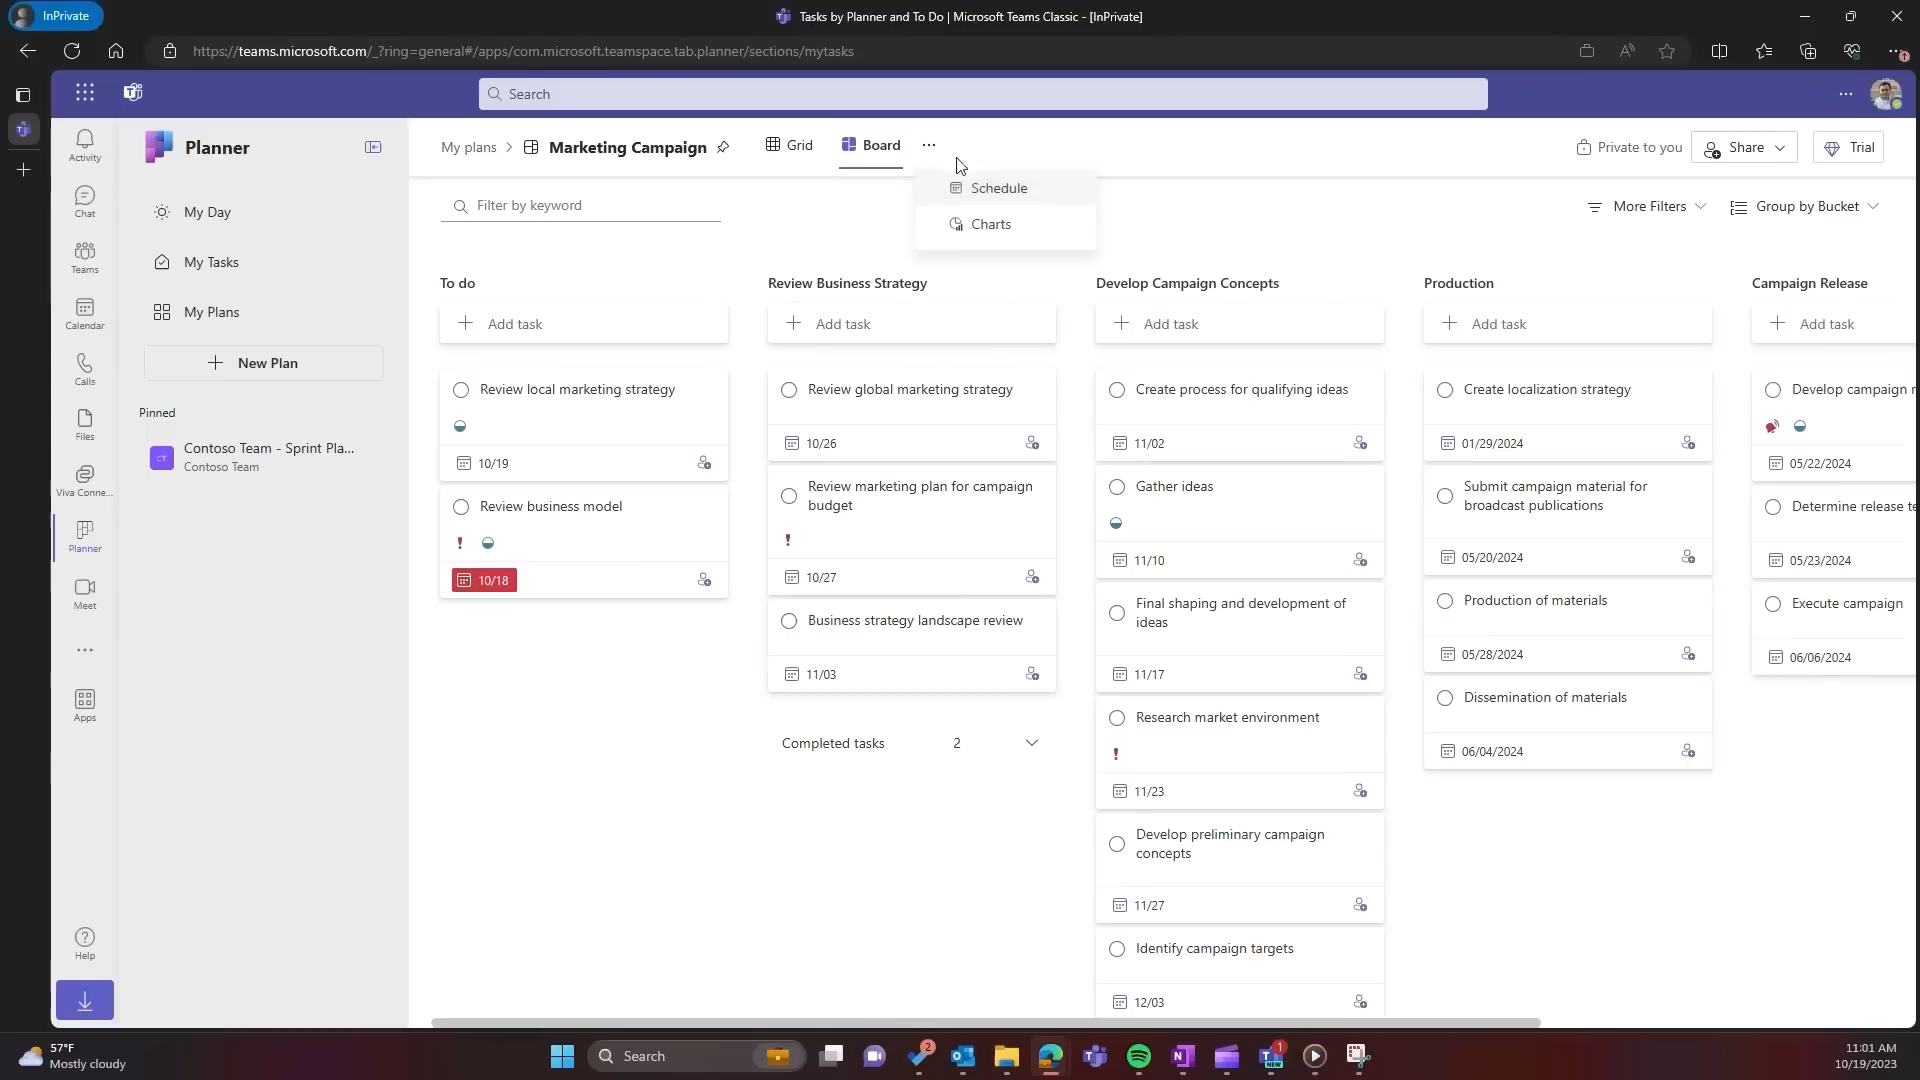 InPrivate
Tasks by Planner and To Do | Microsoft Teams Classic - [InPrivate]
https://teams.microsoft.com/_?ring=general#/apps/com.microsoft.teamspace.tab.planner/sections/mytasks
Search
Activity
Chat
Teams
Calendar
Calls
Files
Viva Conne...
Planner
Meet
Apps
Help
Planner
My Day
My Tasks
My Plans
New Plan
Pinned
CT
Contoso Team - Sprint Pla...
Contoso Team
My plans > Marketing Campaign
Grid
Board
Schedule
Charts
Private to you
Share
Trial
Filter by keyword
More Filters
Group by Bucket
To do
Add task
Review local marketing strategy
10/19
Review business model
10/18
Review Business Strategy
Add task
Review global marketing strategy
10/26
Review marketing plan for campaign
budget
10/27
Business strategy landscape review
11/03
Completed tasks 2
Develop Campaign Concepts
Add task
Create process for qualifying ideas
11/02
Gather ideas
11/10
Final shaping and development of
ideas
11/17
Research market environment
11/23
Develop preliminary campaign
concepts
11/27
Identify campaign targets
12/03
Production
Add task
Create localization strategy
01/29/2024
Submit campaign material for
broadcast publications
05/20/2024
Production of materials
05/28/2024
Dissemination of materials
06/04/2024
Campaign Release
Add task
Develop campaign
05/22/2024
Determine release te
05/23/2024
Execute campaign
06/06/2024
57°F
Mostly cloudy
Search
2
1
NEW
11:01 AM
10/19/2023